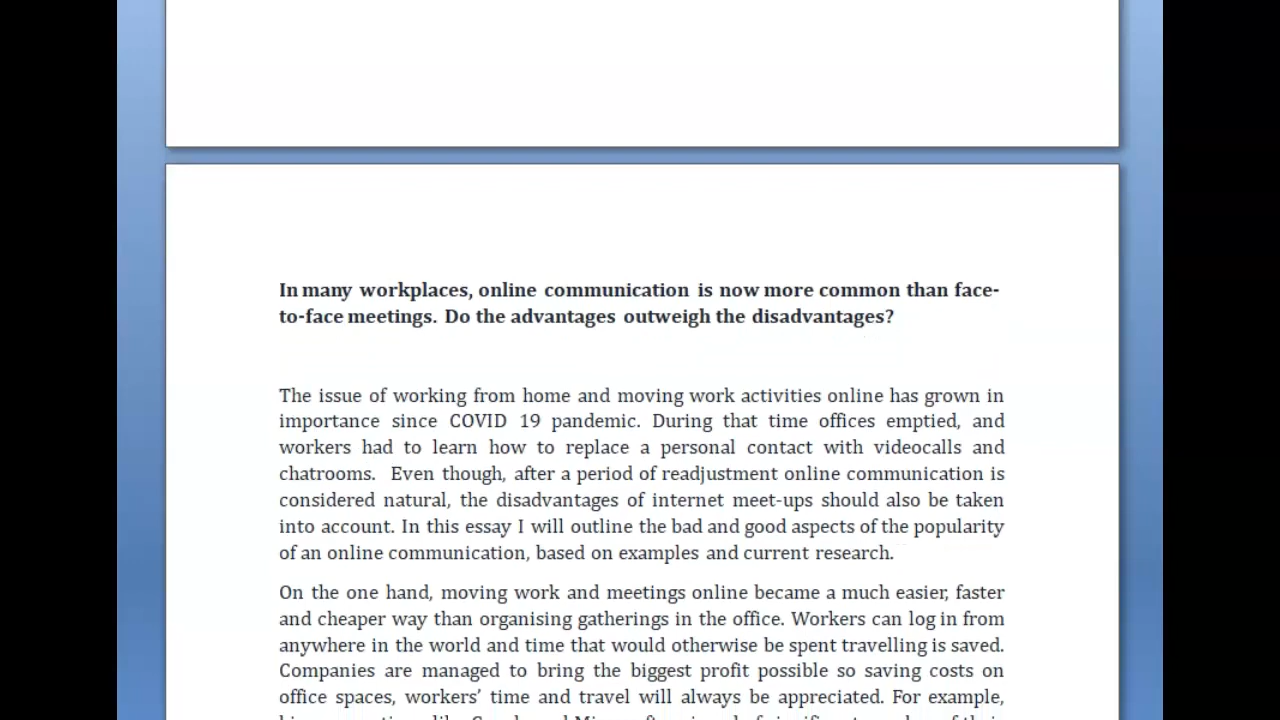 In many workplaces, online communication is now more common than face-
to-face meetings. Do the advantages outweigh the disadvantages?
The issue of working from home and moving work activities online has grown in
importance since COVID 19 pandemic. During that time offices emptied, and
workers had to learn how to replace a personal contact with videocalls and
chatrooms. Even though, after a period of readjustment online communication is
considered natural, the disadvantages of internet meet-ups should also be taken
into account. In this essay I will outline the bad and good aspects of the popularity
of an online communication, based on examples and current research.
On the one hand, moving work and meetings online became a much easier, faster
and cheaper way than organising gatherings in the office. Workers can log in from
anywhere in the world and time that would otherwise be spent travelling is saved.
Companies are managed to bring the biggest profit possible so saving costs on
office spaces, workers’ time and travel will always be appreciated. For example,